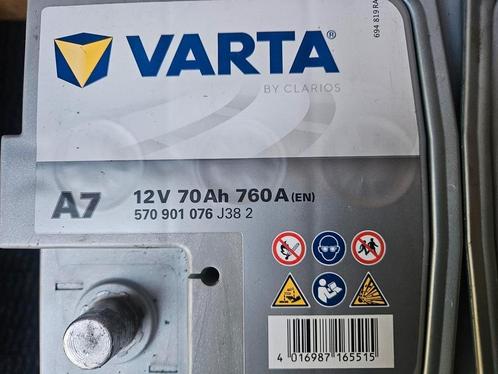 VARTA
BY CLARIOS
694 819 RA
A7
12V 70Ah 760A (EN)
570 901 076 J38 2
4 016987 165515